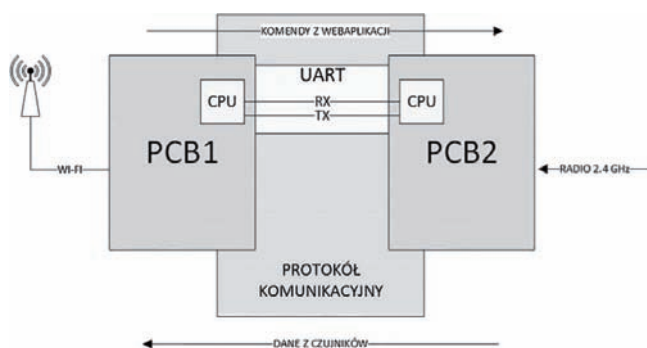 KOMENDY Z WEBAPLIKACJI
UART
CPU
RX
CPU
TX
PCB1
PCB2
WI-FI
RADIO 2.4 GHz
PROTOKÓŁ
KOMUNIKACYJNY
DANE Z CZUJNIKÓW